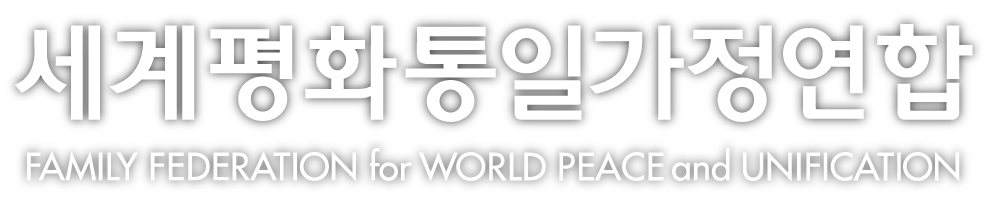 세계평화통일가정연합
FAMILY FEDERATION for WORLD PEACE and UNIFICATION